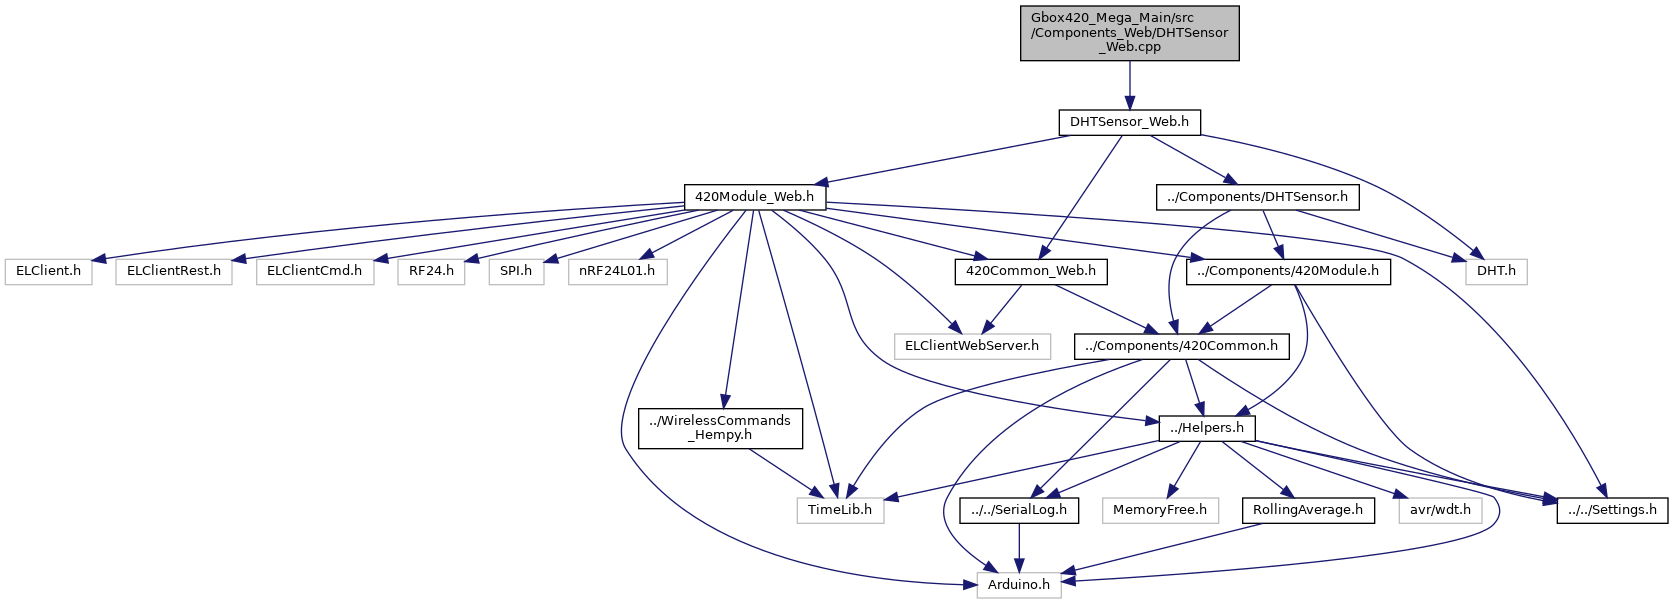 Gbox420_Mega_Main/src
/Components_Web/DHTSensor
_Web.cpp
DHTSensor_Web.h
420Module_Web.h
../Components/DHTSensor.h
ELClient.h
ELClientRest.h
ELClientCmd.h
RF24.h
SPI.h
nRF24L01.h
420Common_Web.h
../Components/420Module.h
DHT.h
ELClientWebServer.h
../Components/420Common.h
../WirelessCommands
_Hempy.h
../Helpers.h
TimeLib.h
../../SerialLog.h
MemoryFree.h
RollingAverage.h
avr/wdt.h
../../Settings.h
Arduino.h